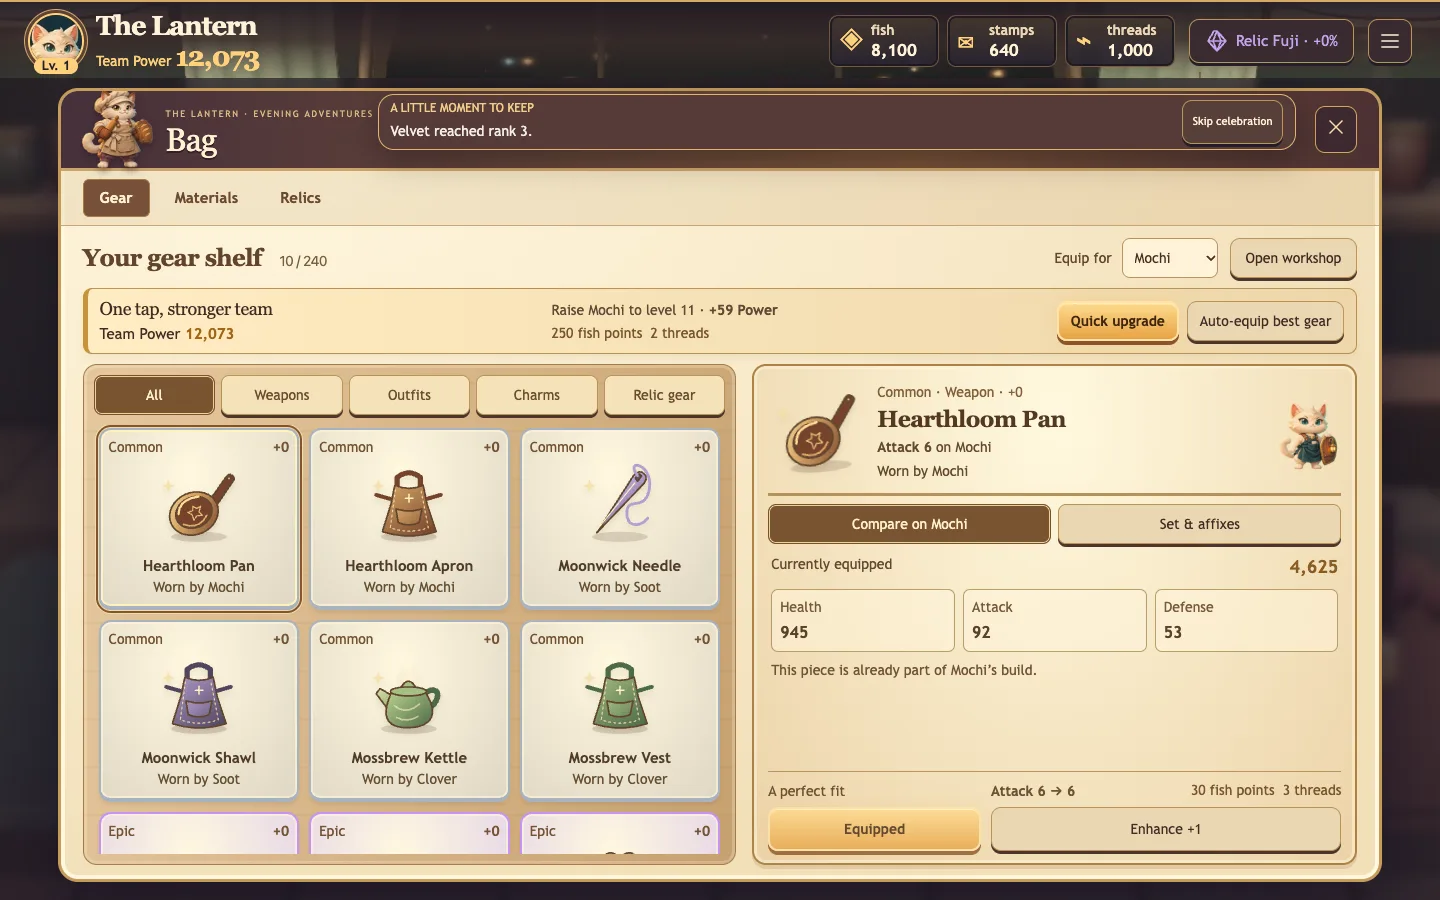 The Lantern
Team Power 12,073
Lv. 1
fish
8,100
stamps
640
threads
1,000
Relic Fuji · +0%
THE LANTERN · EVENING ADVENTURES
Bag
A LITTLE MOMENT TO KEEP
Velvet reached rank 3.
Skip celebration
Gear
Materials
Relics
Your gear shelf
10 / 240
Equip for
Mochi
Open workshop
One tap, stronger team
Team Power 12,073
Raise Mochi to level 11 · +59 Power
250 fish points 2 threads
Quick upgrade
Auto-equip best gear
All
Weapons
Outfits
Charms
Relic gear
Common +0
Hearthloom Pan
Worn by Mochi
Common +0
Hearthloom Apron
Worn by Mochi
Common +0
Moonwick Needle
Worn by Soot
Common +0
Moonwick Shawl
Worn by Soot
Common +0
Mossbrew Kettle
Worn by Clover
Common +0
Mossbrew Vest
Worn by Clover
Epic +0
Epic +0
Epic +0
Common · Weapon · +0
Hearthloom Pan
Attack 6 on Mochi
Worn by Mochi
Compare on Mochi
Set & affixes
Currently equipped
4,625
Health
945
Attack
92
Defense
53
This piece is already part of Mochi’s build.
A perfect fit
Equipped
Attack 6 → 6
30 fish points 3 threads
Enhance +1